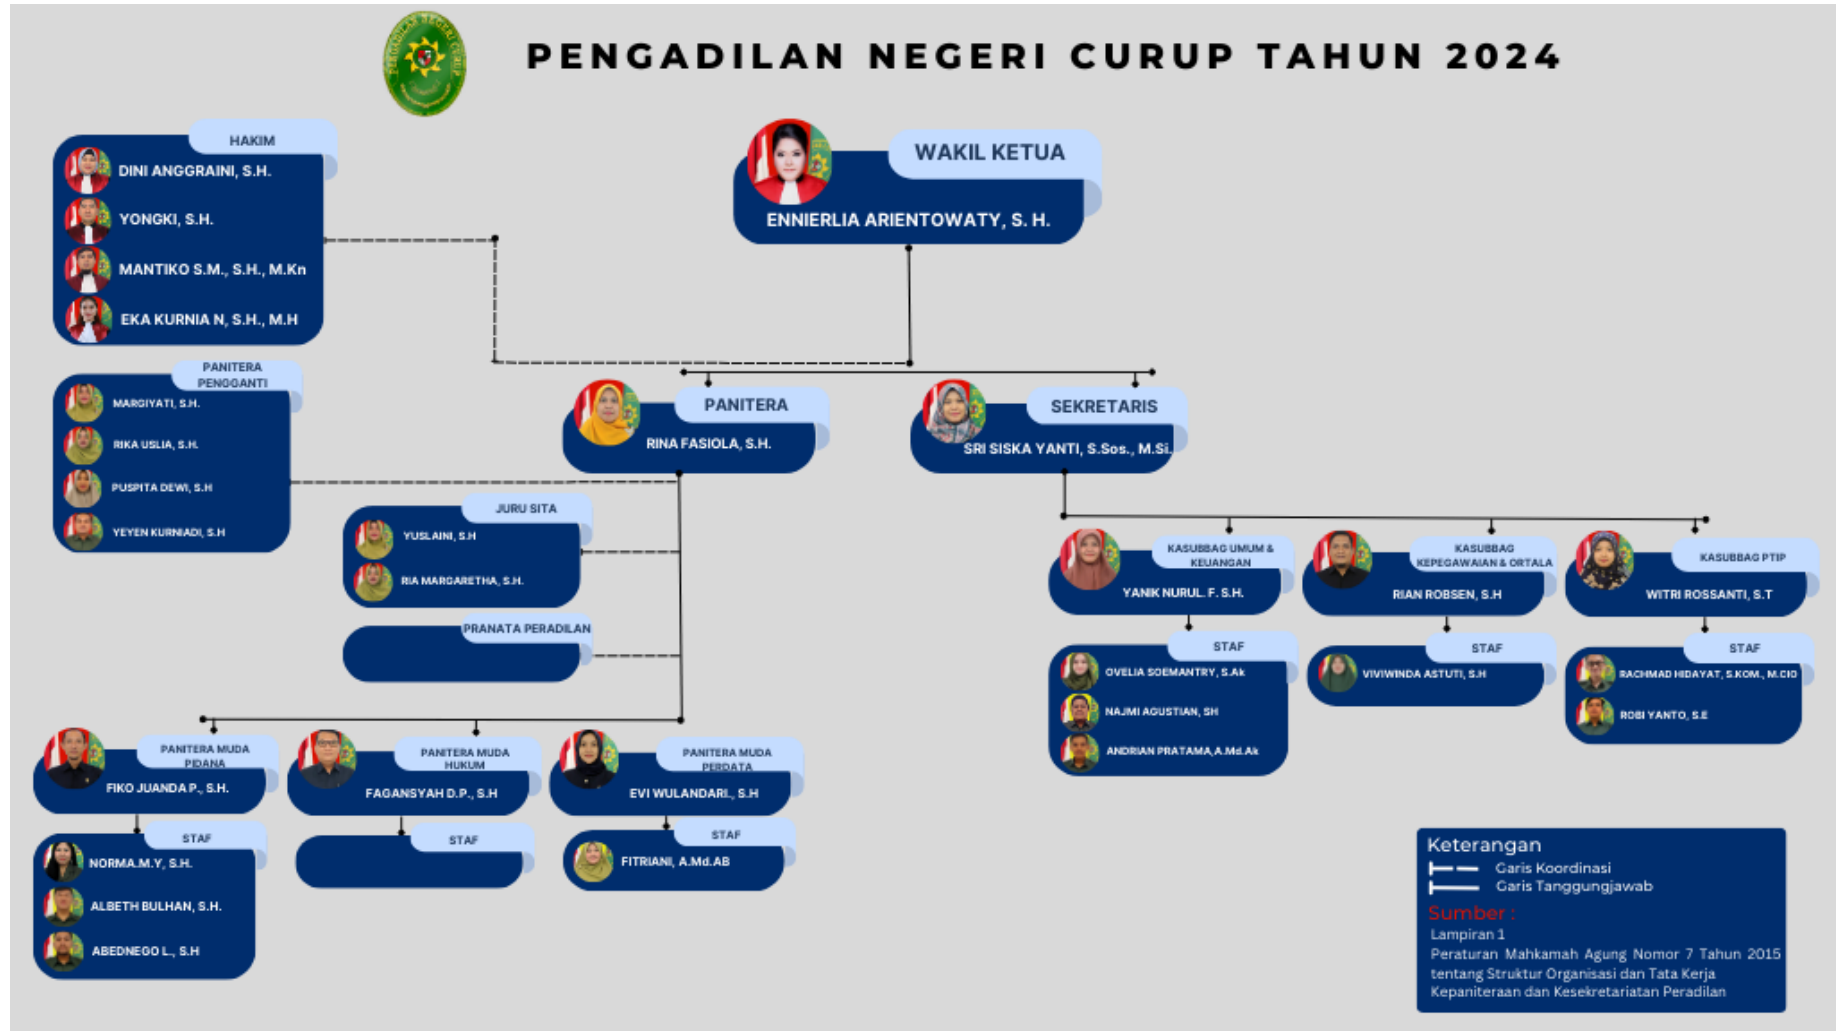 PENGADILAN NEGERI CURUP TAHUN 2024
PENGADILAN NEGERI CURUP
WAKIL KETUA
ENNIERLIA ARIENTOWATY, S. H.
HAKIM
DINI ANGGRAINI, S.H.
YONGKI, S.H.
MANTIKO S.M., S.H., M.Kn
EKA KURNIA N, S.H., M.H
PANITERA
PENGGANTI
MARGIYATI, S.H.
RIKA USLIA, S.H.
PUSPITA DEWI, S.H
YEYEN KURNIADI, S.H
PANITERA
RINA FASIOLA, S.H.
SEKRETARIS
SRI SISKA YANTI, S.Sos., M.Si.
JURU SITA
YUSLAINI, S.H
RIA MARGARETHA, S.H.
PRANATA PERADILAN
KASUBBAG UMUM &
KEUANGAN
YANIK NURUL. F. S.H.
STAF
OVELIA SOEMANTRY, S.Ak
NAJMI AGUSTIAN, SH
ANDRIAN PRATAMA,A.Md.Ak
KASUBBAG
KEPEGAWAIAN & ORTALA
RIAN ROBSEN, S.H
STAF
VIVIWINDA ASTUTI, S.H
KASUBBAG PTIP
WITRI ROSSANTI, S.T
STAF
RACHMAD HIDAYAT, S.KOM., M.CIO
ROBI YANTO, S.E
PANITERA MUDA
PIDANA
FIKO JUANDA P., S.H.
STAF
NORMA.M.Y, S.H.
ALBETH BULHAN, S.H.
ABEDNEGO L., S.H
PANITERA MUDA
HUKUM
FAGANSYAH D.P., S.H
STAF
PANITERA MUDA
PERDATA
EVI WULANDARI., S.H
STAF
FITRIANI, A.Md.AB
Keterangan
Garis Koordinasi
Garis Tanggungjawab
Sumber :
Lampiran 1
Peraturan Mahkamah Agung Nomor 7 Tahun 2015
tentang Struktur Organisasi dan Tata Kerja
Kepaniteraan dan Kesekretariatan Peradilan